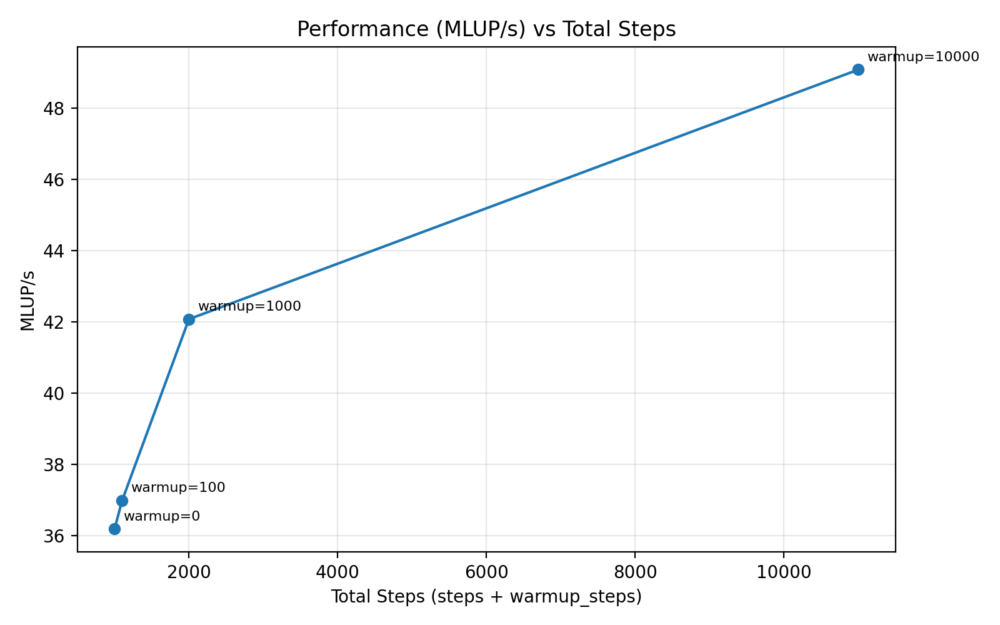 Performance (MLUP/s) vs Total Steps
warmup=10000
48
46
44
MLUP/s
warmup=1000
42
40
38
warmup=100
warmup=0
36
2000 4000 6000 8000 10000
Total Steps (steps + warmup_steps)